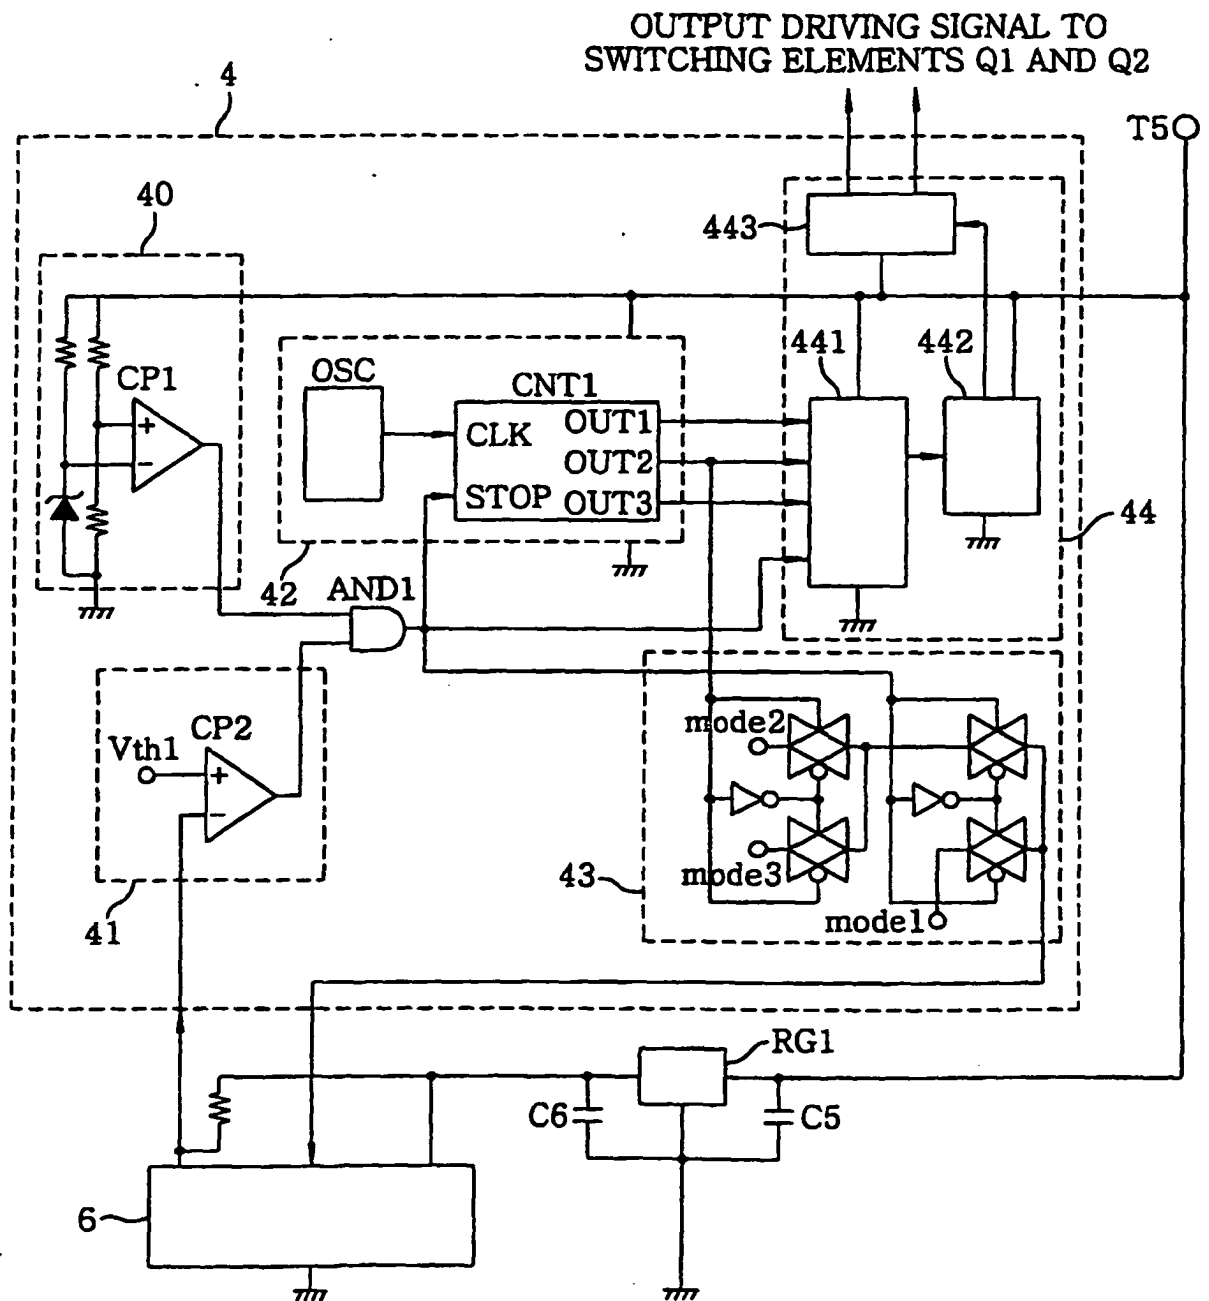 OUTPUT DRIVING SIGNAL TO
SWITCHING ELEMENTS Q1 AND Q2
4
T5
40
443
CP1
+
−
OSC
CNT1
CLK
STOP
OUT1
OUT2
OUT3
441
442
44
42
AND1
CP2
Vth1
+
−
41
mode2
mode3
mode1
43
RG1
C6
C5
6